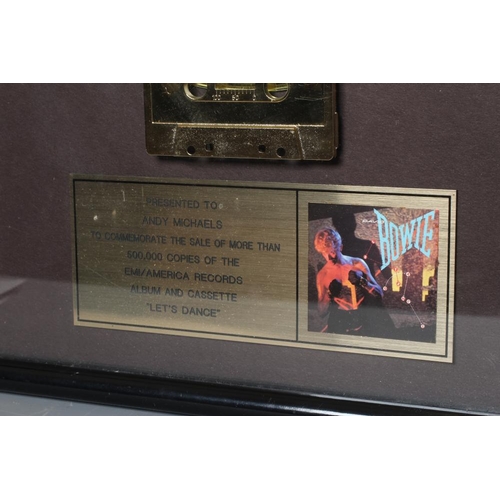 PRESENTED TO
ANDY MICHAELS
TO COMMEMORATE THE SALE OF MORE THAN
500,000 COPIES OF THE
EMI/AMERICA RECORDS
ALBUM AND CASSETTE
"LET'S DANCE"
BOWIE